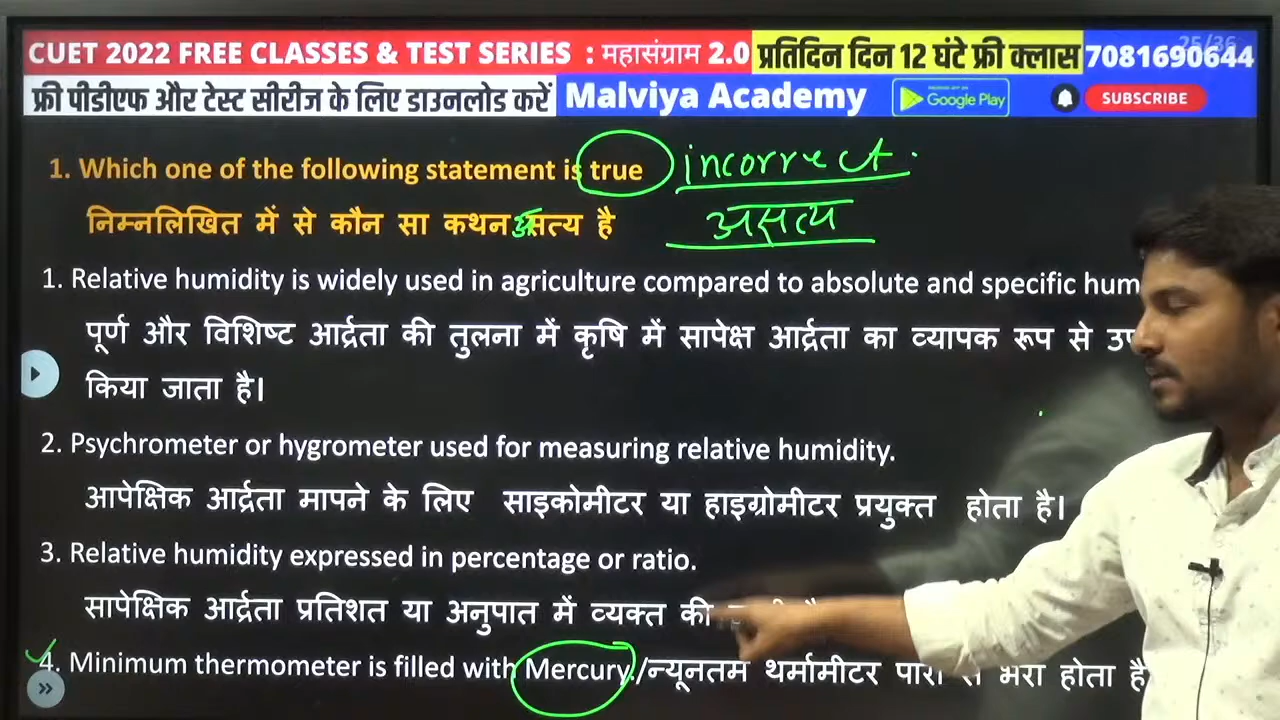 CUET 2022 FREE CLASSES & TEST SERIES : महासंग्राम 2.0 प्रतिदिन दिन 12 घंटे फ्री क्लास 7081690644
25/36
फ्री पीडीएफ और टेस्ट सीरीज के लिए डाउनलोड करें Malviya Academy Google Play SUBSCRIBE
1. Which one of the following statement is true incorrect.
निम्नलिखित में से कौन सा कथन असत्य है असत्य
1. Relative humidity is widely used in agriculture compared to absolute and specific hum
पूर्ण और विशिष्ट आर्द्रता की तुलना में कृषि में सापेक्ष आर्द्रता का व्यापक रूप से
किया जाता है।
2. Psychrometer or hygrometer used for measuring relative humidity.
आपेक्षिक आर्द्रता मापने के लिए साइकोमीटर या हाइग्रोमीटर प्रयुक्त होता है।
3. Relative humidity expressed in percentage or ratio.
सापेक्षिक आर्द्रता प्रतिशत या अनुपात में व्यक्त की
4. Minimum thermometer is filled with Mercury./न्यूनतम थर्मामीटर पारा भरा होता है